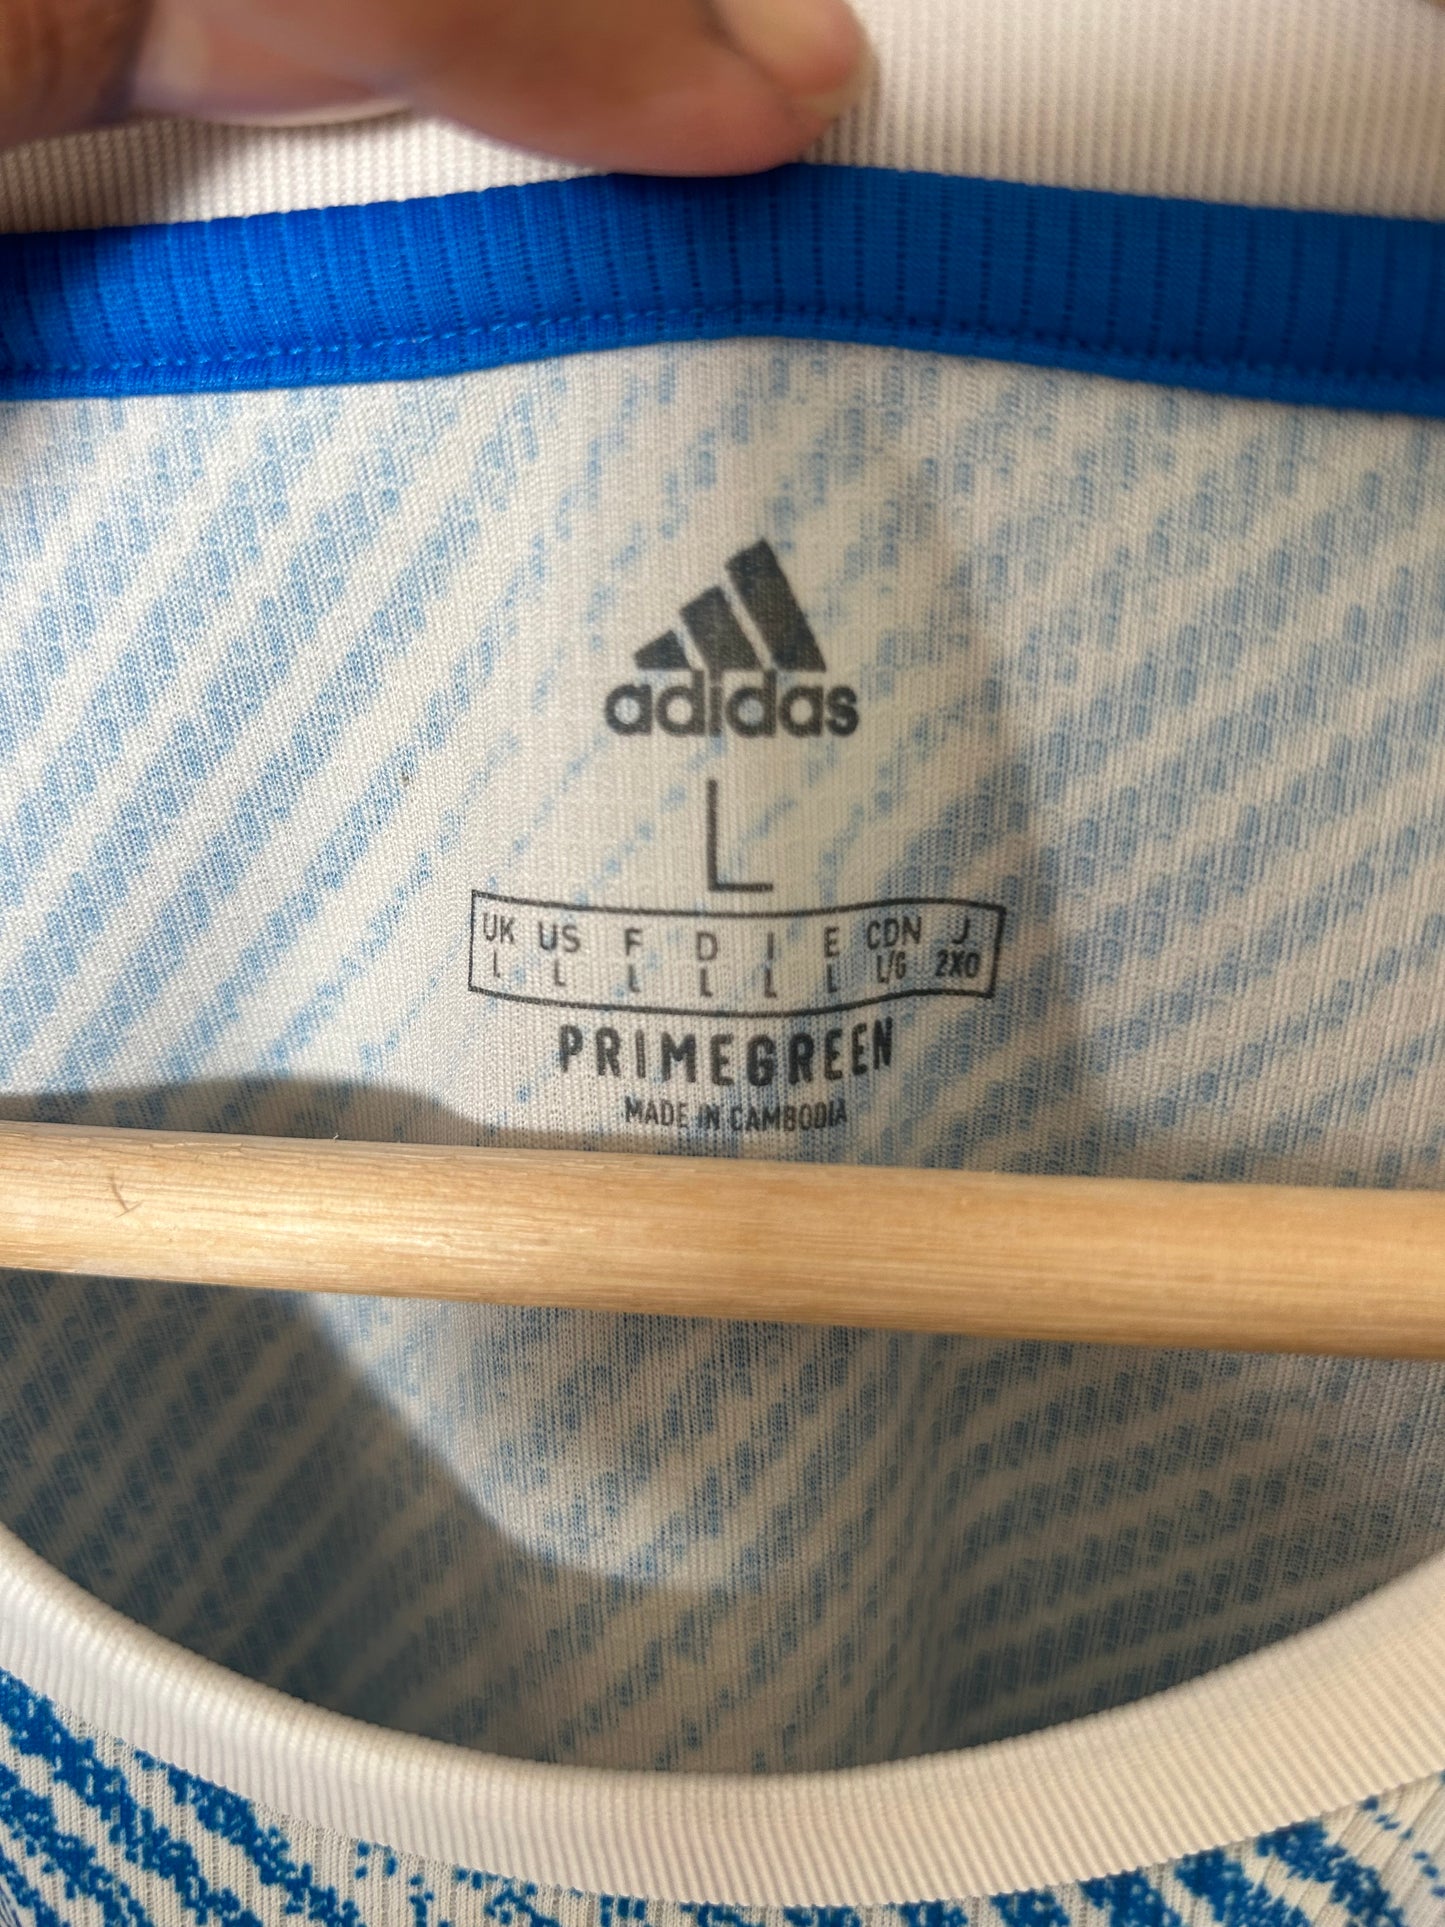 adidas
L
UK US F D I E CDN J
L L L L L L L/G 2XO
PRIMEGREEN
MADE IN CAMBODIA